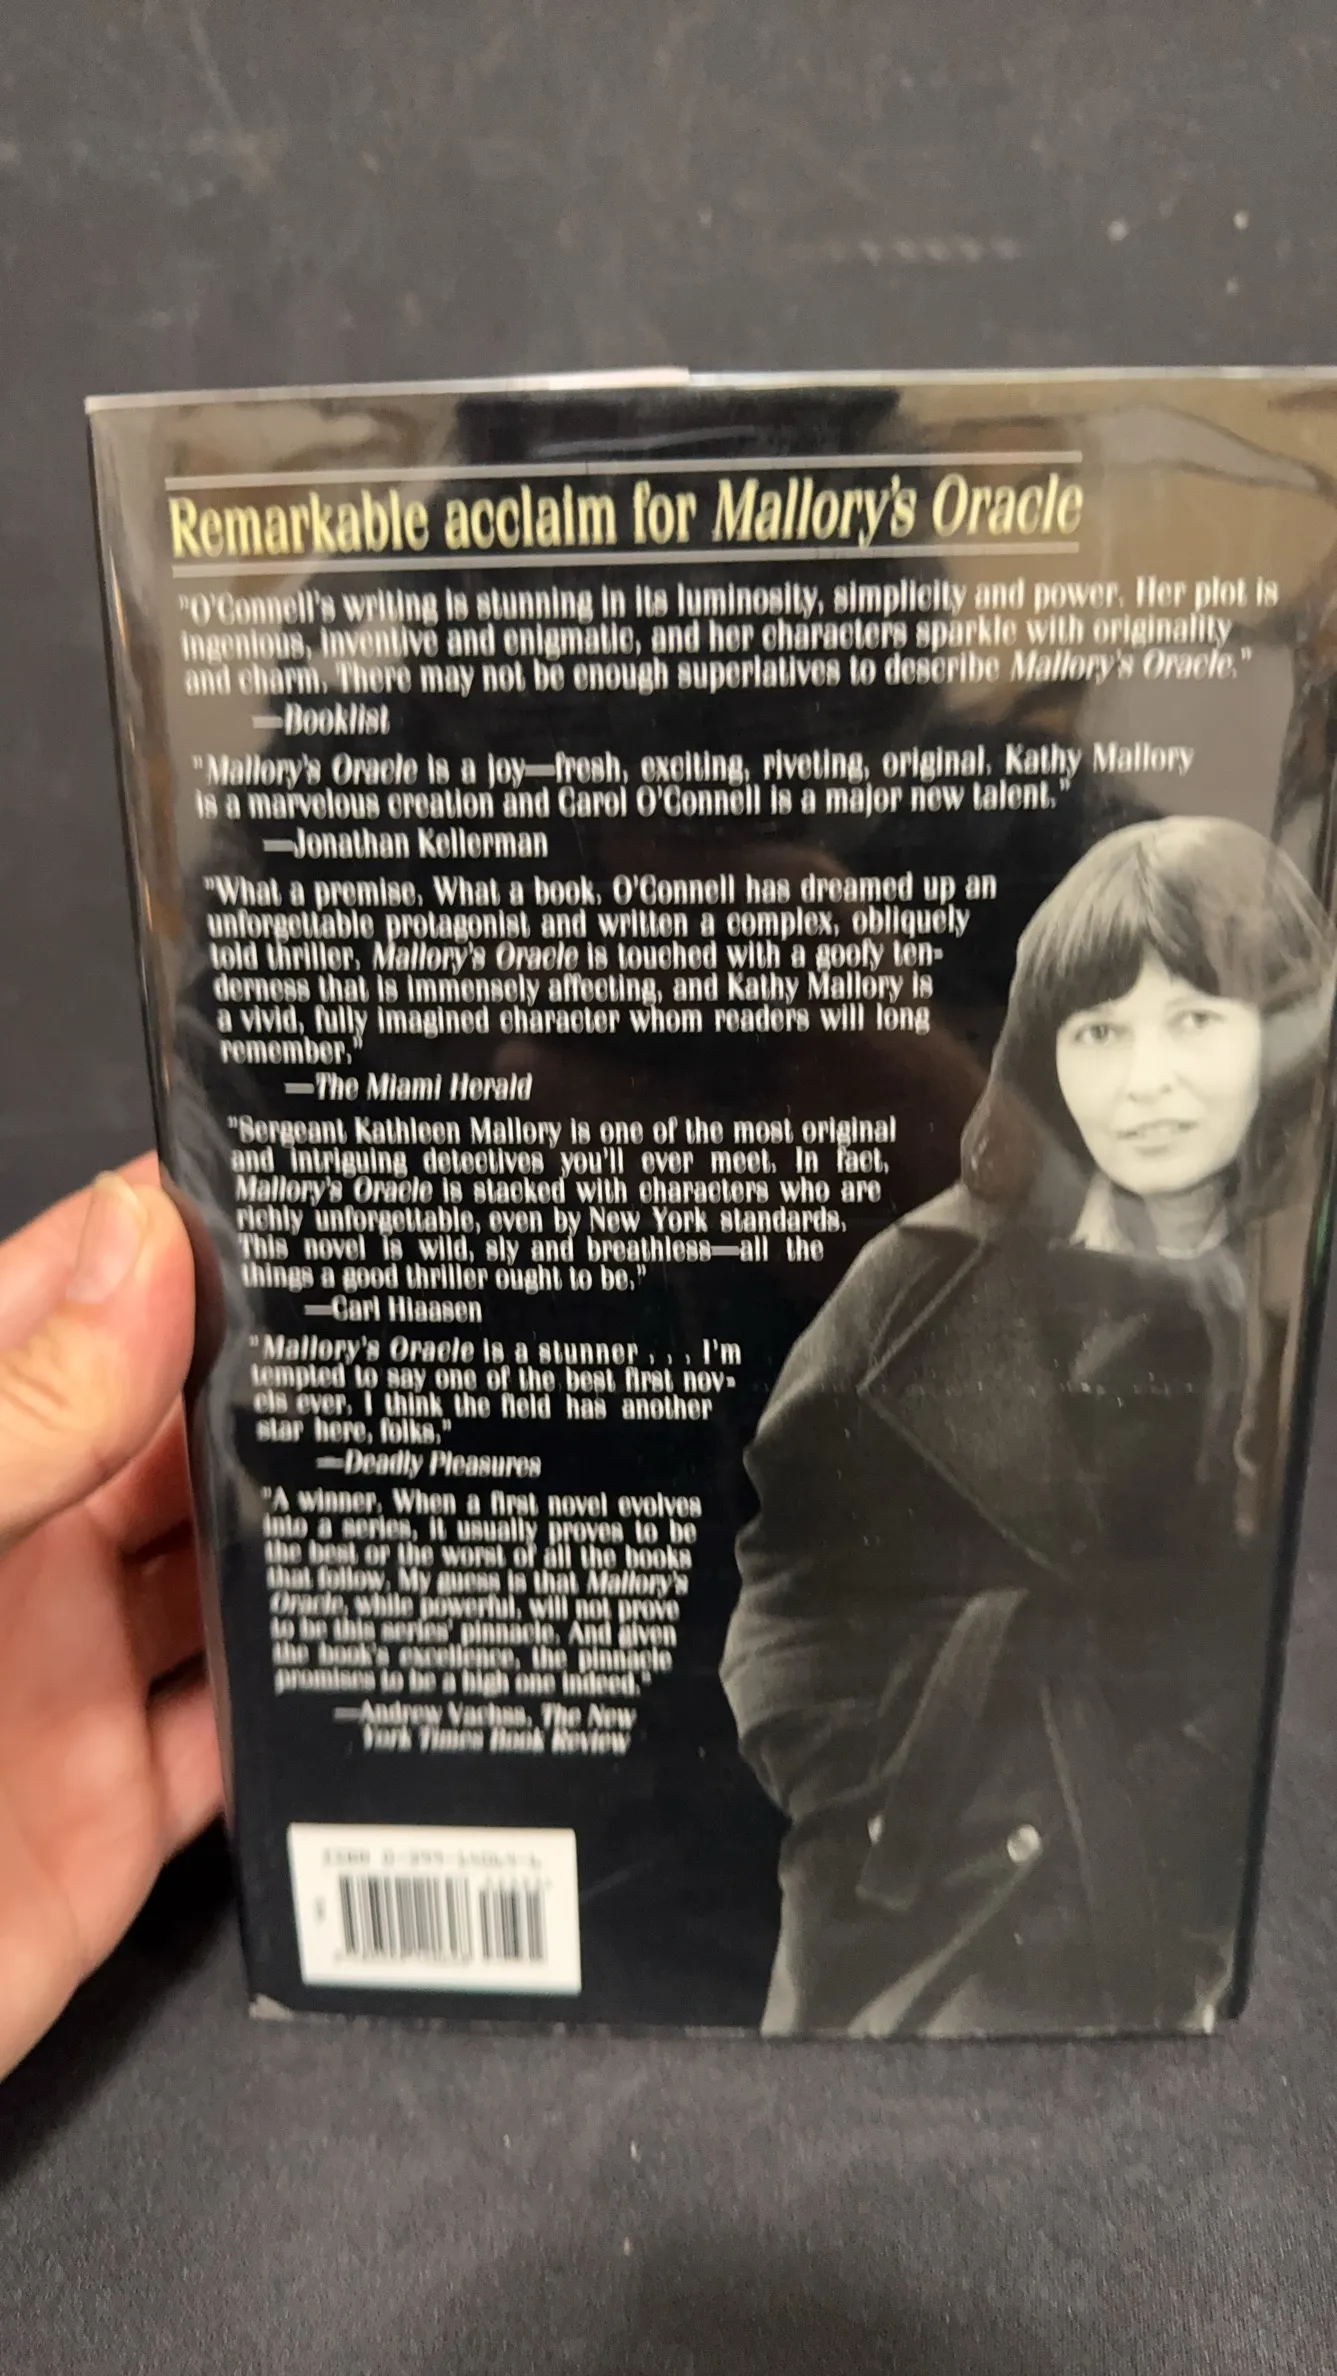 Remarkable acclaim for Mallory's Oracle
"O'Connell's writing is stunning in its luminosity, simplicity and power. Her plot is
ingenious, inventive and enigmatic, and her characters sparkle with originality
and charm. There may not be enough superlatives to describe Mallory's Oracle."
—Booklist
"Mallory's Oracle is a joy—fresh, exciting, riveting, original. Kathy Mallory
is a marvelous creation and Carol O'Connell is a major new talent."
—Jonathan Kellerman
"What a premise. What a book. O'Connell has dreamed up an
unforgettable protagonist and written a complex, obliquely
told thriller. Mallory's Oracle is touched with a goofy ten-
derness that is immensely affecting, and Kathy Mallory is
a vivid, fully imagined character whom readers will long
remember."
—The Miami Herald
"Sergeant Kathleen Mallory is one of the most original
and intriguing detectives you'll ever meet. In fact,
Mallory's Oracle is stacked with characters who are
richly unforgettable, even by New York standards.
This novel is wild, sly and breathless—all the
things a good thriller ought to be."
—Carl Hiaasen
"Mallory's Oracle is a stunner . . . I'm
tempted to say one of the best first nov-
els ever. I think the field has another
star here, folks."
—Deadly Pleasures
"A winner. When a first novel evolves
into a series, it usually proves to be
the best or the worst of all the books
that follow. My guess is that Mallory's
Oracle, while powerful, will not prove
to be this series' pinnacle. And given
the book's excellence, the pinnacle
promises to be a high one indeed."
—Andrew Vachss, The New
York Times Book Review
ISBN